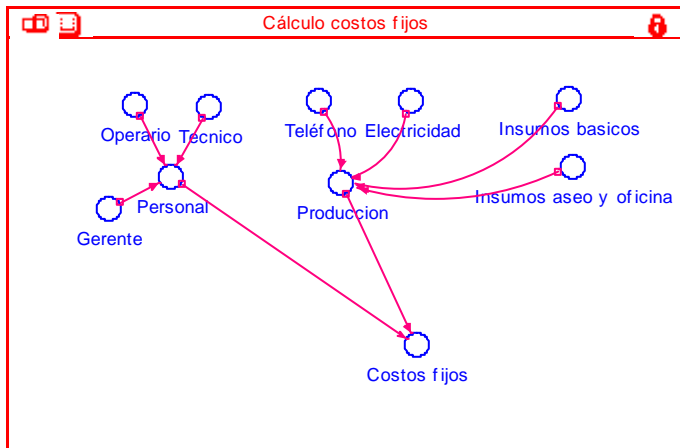 Cálculo costos fijos
Operario
Tecnico
Teléfono
Electricidad
Insumos basicos
Insumos aseo y oficina
Personal
Produccion
Gerente
Costos fijos